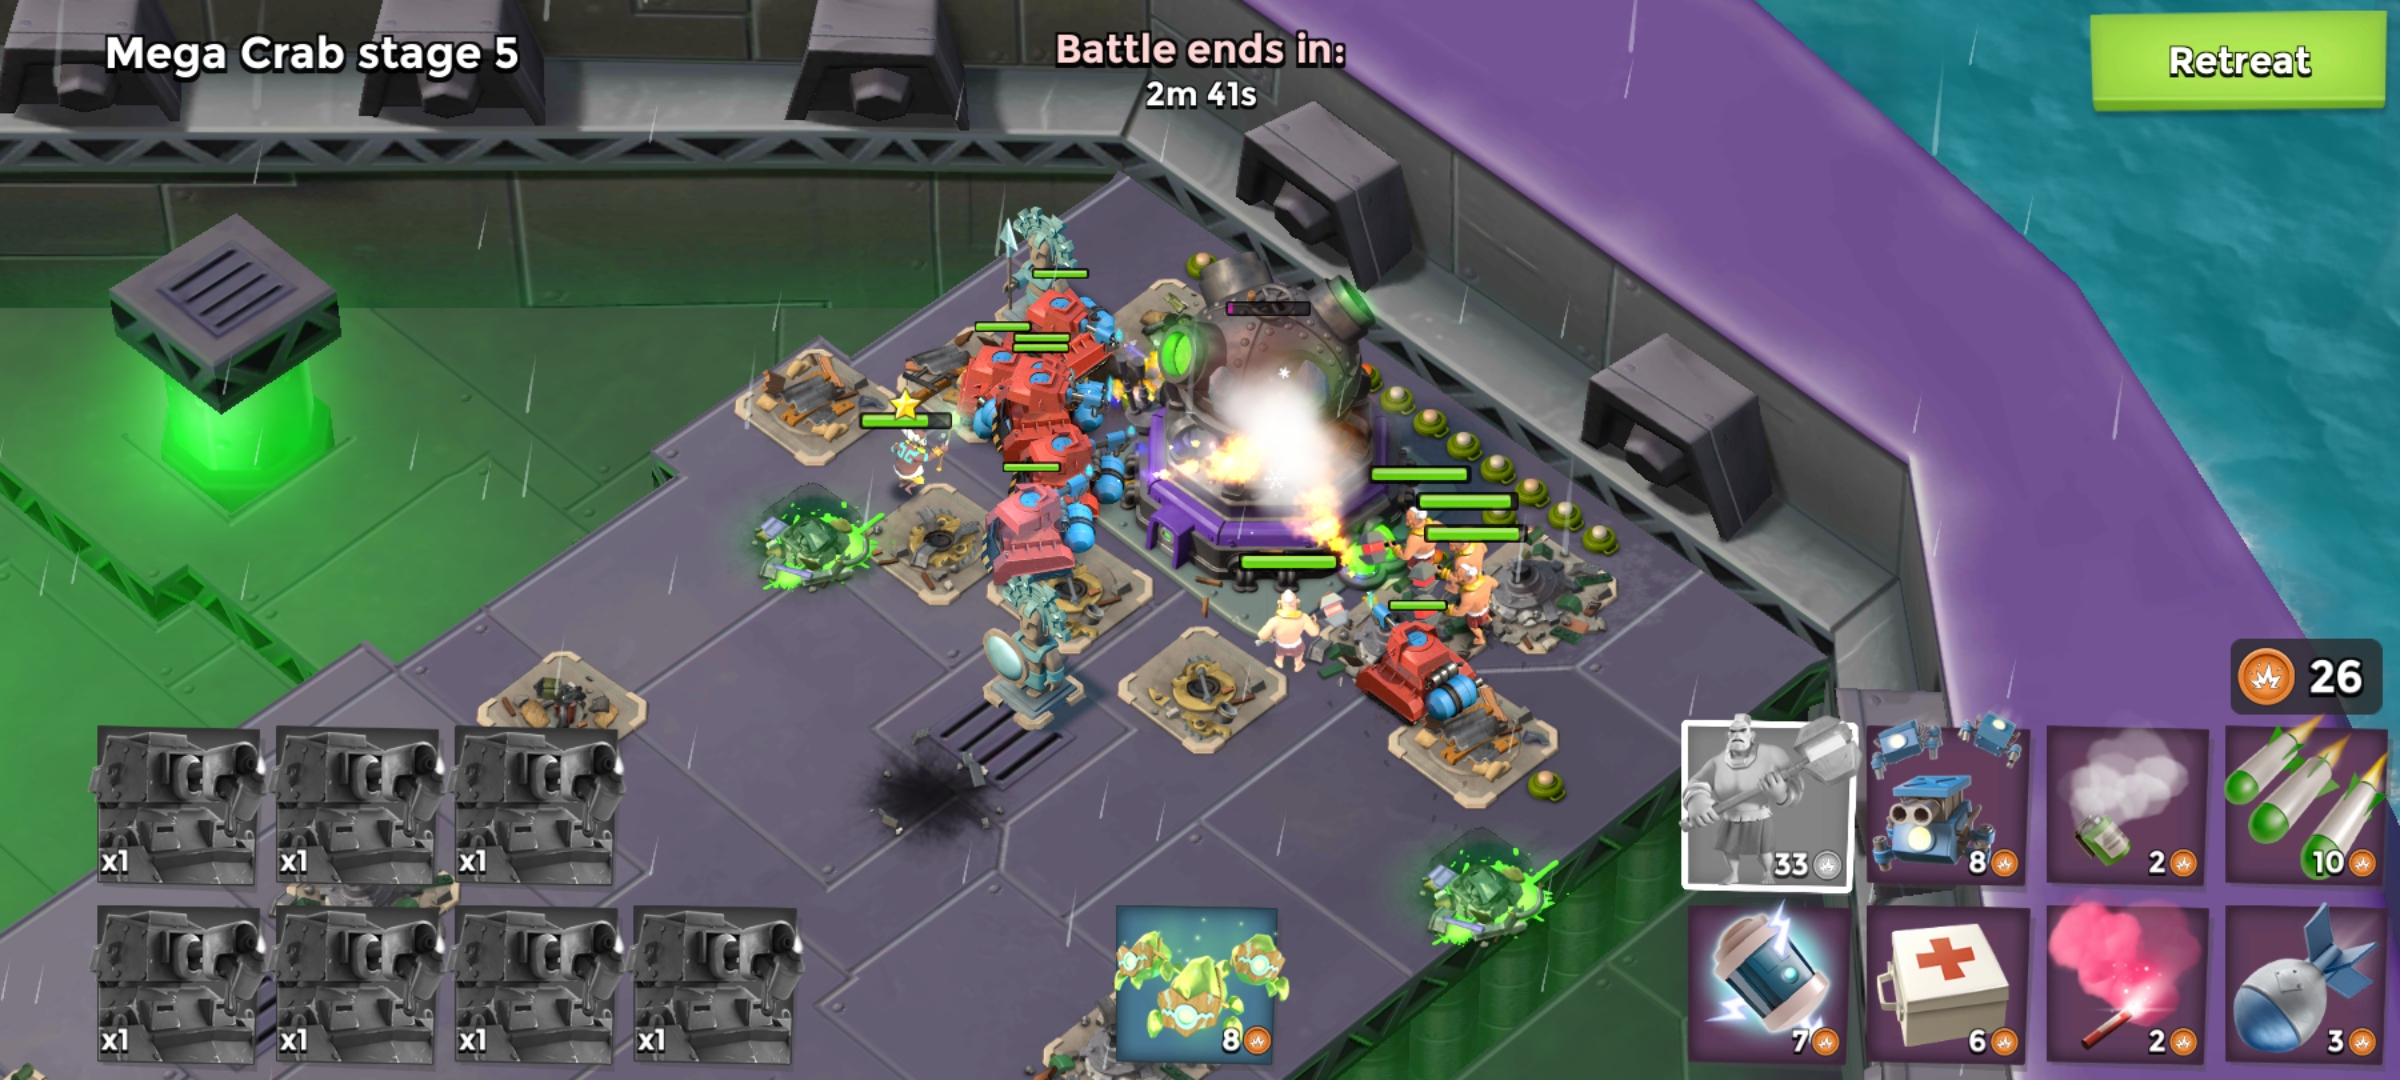 Mega Crab stage 5
Battle ends in:
2m 41s
Retreat
26
x1
x1
x1
33
8
2
10
x1
x1
x1
x1
8
7
6
2
3